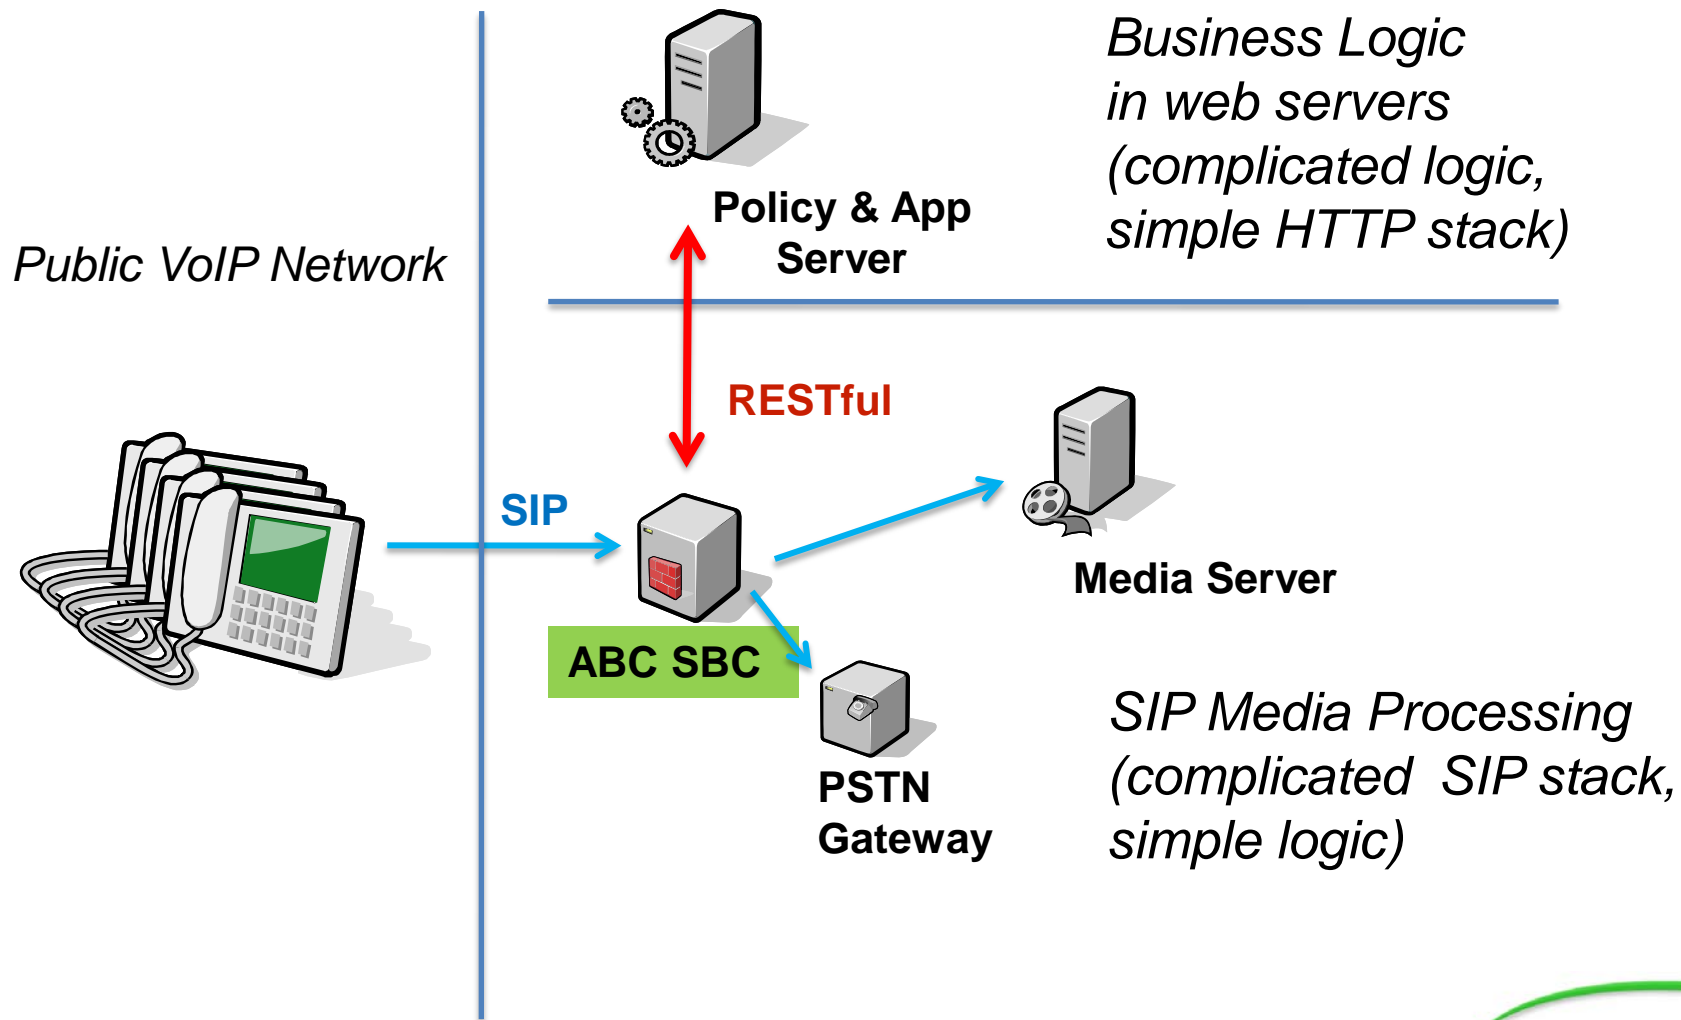 Public VoIP Network
Policy & App
Server
Business Logic
in web servers
(complicated logic,
simple HTTP stack)
RESTful
SIP
Media Server
ABC SBC
PSTN
Gateway
SIP Media Processing
(complicated  SIP stack,
simple logic)